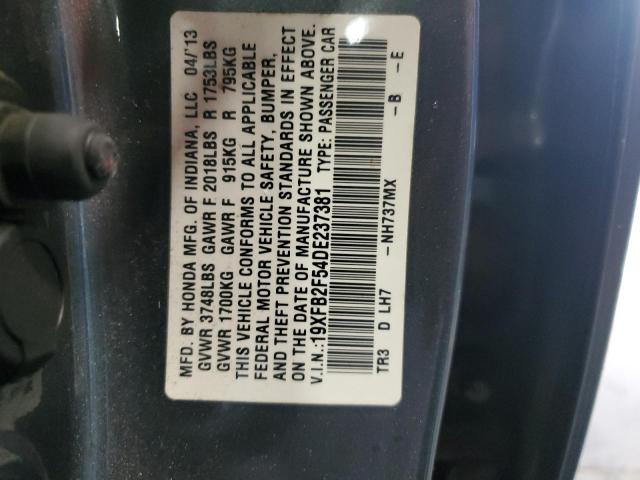 MFD. BY HONDA MFG. OF INDIANA, LLC 04/'13
GVWR 3748LBS GAWR F 2018LBS R 1753LBS
GVWR 1700KG GAWR F 915KG R 795KG
THIS VEHICLE CONFORMS TO ALL APPLICABLE
FEDERAL MOTOR VEHICLE SAFETY, BUMPER,
AND THEFT PREVENTION STANDARDS IN EFFECT
ON THE DATE OF MANUFACTURE SHOWN ABOVE.
V.I.N.:19XFB2F54DE237381 TYPE: PASSENGER CAR
TR3 D LH7 -NH737MX -B -E